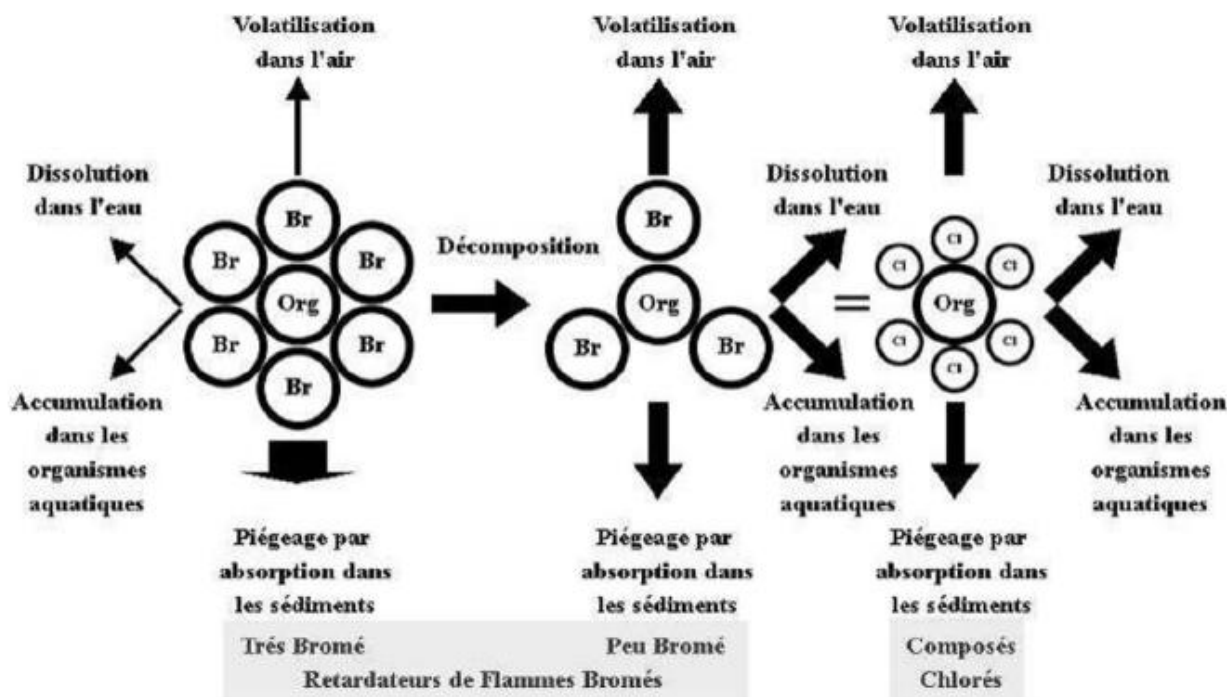 Volatilisation
dans l'air
Volatilisation
dans l'air
Volatilisation
dans l'air
Dissolution
dans l'eau
Dissolution
dans l'eau
Dissolution
dans l'eau
Br
Br
Br
Org
Br
Br
Br
Décomposition
Br
Org
Br
Br
=
Cl
Cl
Cl
Org
Cl
Cl
Cl
Accumulation
dans les
organismes
aquatiques
Accumulation
dans les
organismes
aquatiques
Accumulation
dans les
organismes
aquatiques
Piégeage par
absorption dans
les sédiments
Piégeage par
absorption dans
les sédiments
Piégeage par
absorption dans
les sédiments
Trés Bromé
Peu Bromé
Retardateurs de Flammes Bromés
Composés
Chlorés